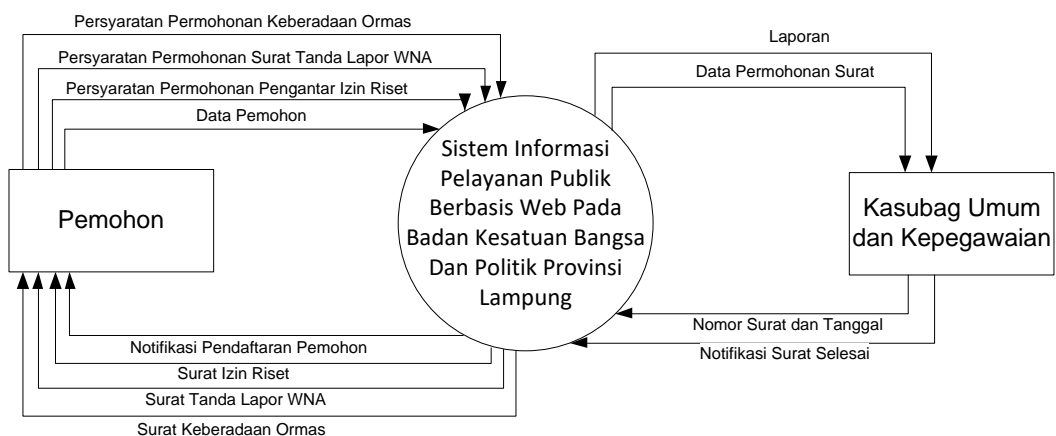 Persyaratan Permohonan Keberadaan Ormas
Persyaratan Permohonan Surat Tanda Lapor WNA
Persyaratan Permohonan Pengantar Izin Riset
Data Pemohon
Laporan
Data Permohonan Surat
Pemohon
Sistem Informasi
Pelayanan Publik
Berbasis Web Pada
Badan Kesatuan Bangsa
Dan Politik Provinsi
Lampung
Kasubag Umum
dan Kepegawaian
Nomor Surat dan Tanggal
Notifikasi Surat Selesai
Notifikasi Pendaftaran Pemohon
Surat Izin Riset
Surat Tanda Lapor WNA
Surat Keberadaan Ormas